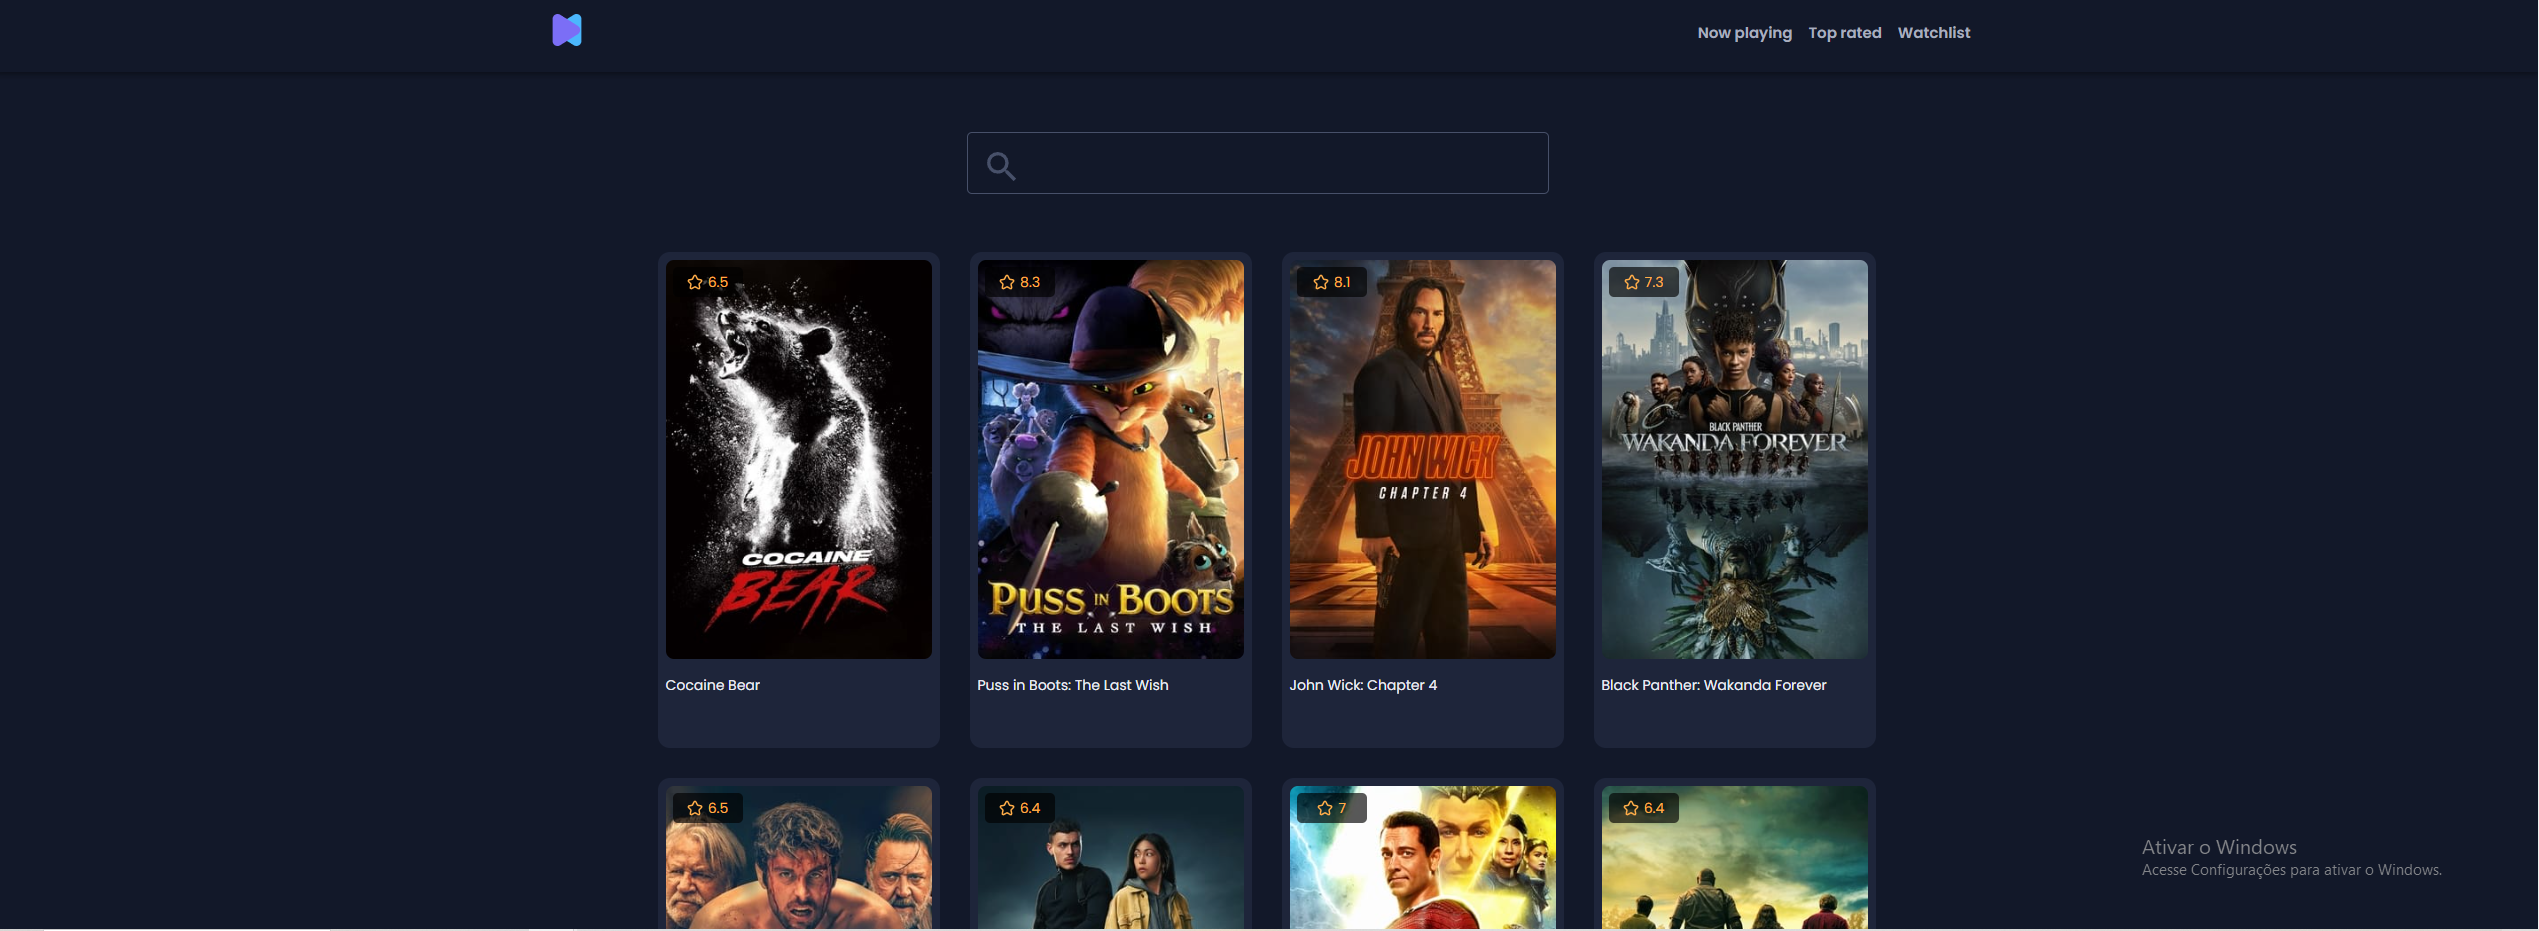 Now playing Top rated Watchlist
6.5
8.3
8.1
7.3
COCAINE
BEAR
PUSS IN BOOTS
THE LAST WISH
JOHN WICK
CHAPTER 4
BLACK PANTHER
WAKANDA FOREVER
Cocaine Bear
Puss in Boots: The Last Wish
John Wick: Chapter 4
Black Panther: Wakanda Forever
6.5
6.4
7
6.4
Ativar o Windows
Acesse Configurações para ativar o Windows.